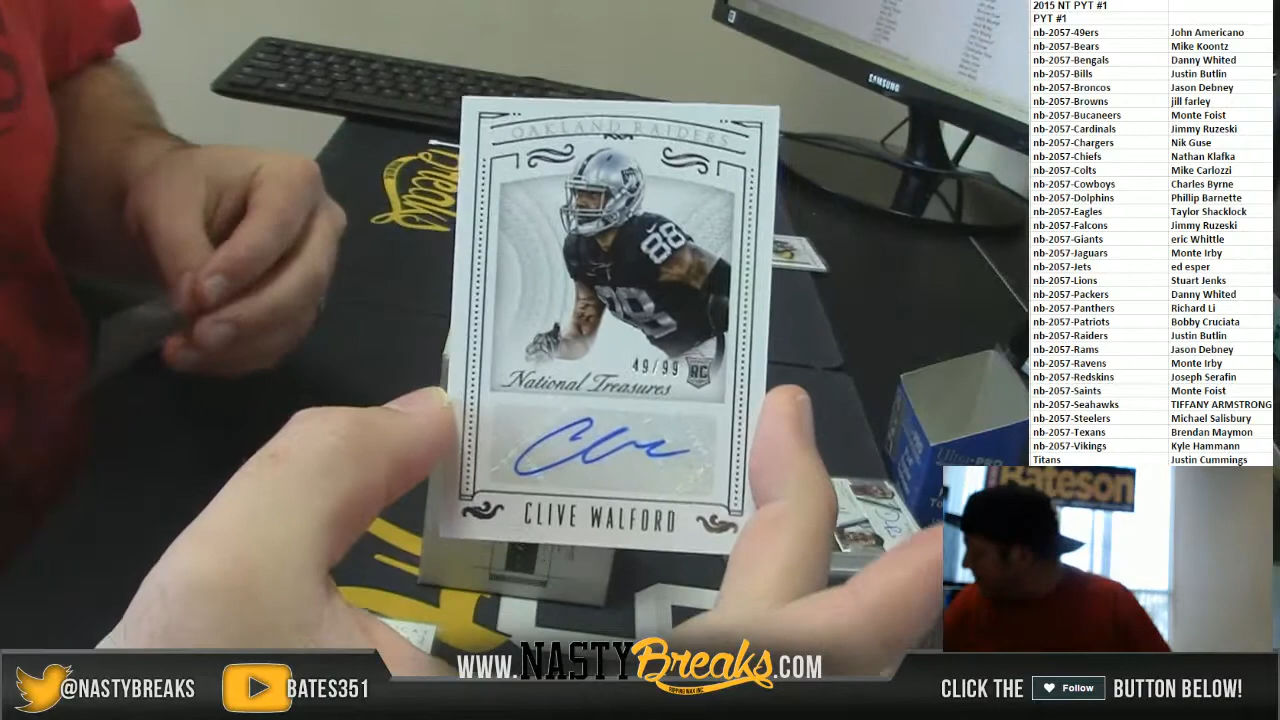 OAKLAND RAIDERS
88
49/99 RC
National Treasures
CLIVE WALFORD
SAMSUNG
2015 NT PYT #1
PYT #1
nb-2057-49ers John Americano
nb-2057-Bears Mike Koontz
nb-2057-Bengals Danny Whited
nb-2057-Bills Justin Butlin
nb-2057-Broncos Jason Debney
nb-2057-Browns jill farley
nb-2057-Bucaneers Monte Foist
nb-2057-Cardinals Jimmy Ruzeski
nb-2057-Chargers Nik Guse
nb-2057-Chiefs Nathan Klafka
nb-2057-Colts Mike Carlozzi
nb-2057-Cowboys Charles Byrne
nb-2057-Dolphins Phillip Barnette
nb-2057-Eagles Taylor Shacklock
nb-2057-Falcons Jimmy Ruzeski
nb-2057-Giants eric Whittle
nb-2057-Jaguars Monte Irby
nb-2057-Jets ed esper
nb-2057-Lions Stuart Jenks
nb-2057-Packers Danny Whited
nb-2057-Panthers Richard Li
nb-2057-Patriots Bobby Cruciata
nb-2057-Raiders Justin Butlin
nb-2057-Rams Jason Debney
nb-2057-Ravens Monte Irby
nb-2057-Redskins Joseph Serafin
nb-2057-Saints Monte Foist
nb-2057-Seahawks TIFFANY ARMSTRONG
nb-2057-Steelers Michael Salisbury
nb-2057-Texans Brendan Maymon
nb-2057-Vikings Kyle Hammann
Titans Justin Cummings
Bateson
@NASTYBREAKS
BATES351
WWW.NASTYBreaks.COM
CLICK THE Follow BUTTON BELOW!